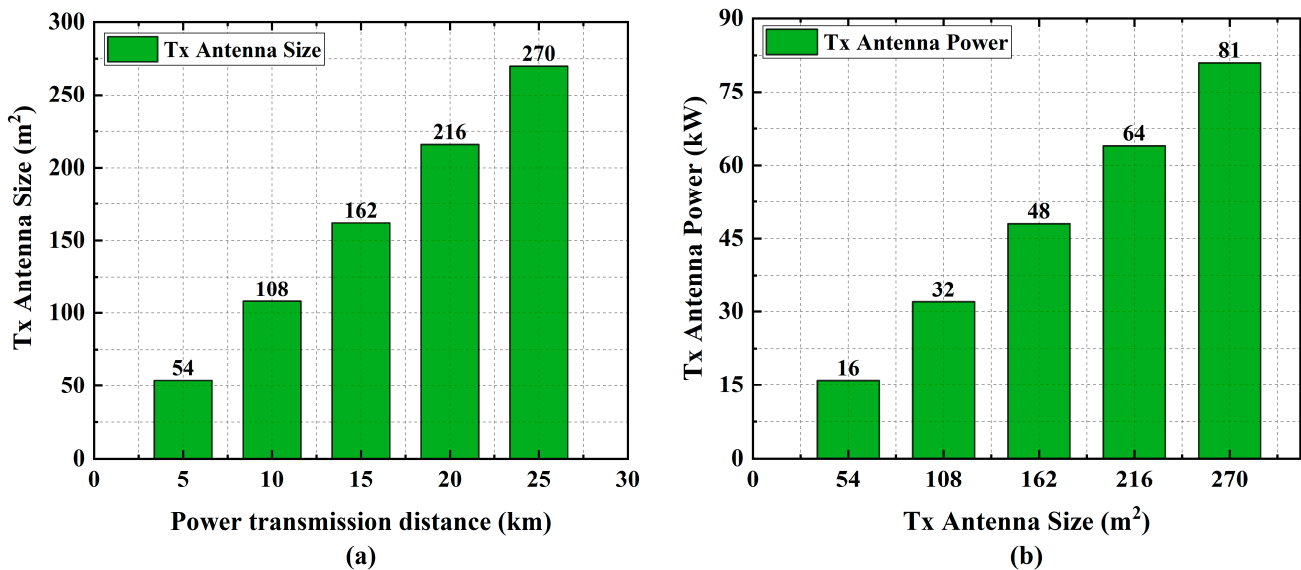 300
250
200
150
100
50
0
Tx Antenna Size (m²)
Tx Antenna Size
54
108
162
216
270
0 5 10 15 20 25 30
Power transmission distance (km)
(a)
90
75
60
45
30
15
0
Tx Antenna Power (kW)
Tx Antenna Power
16
32
48
64
81
0 54 108 162 216 270
Tx Antenna Size (m²)
(b)